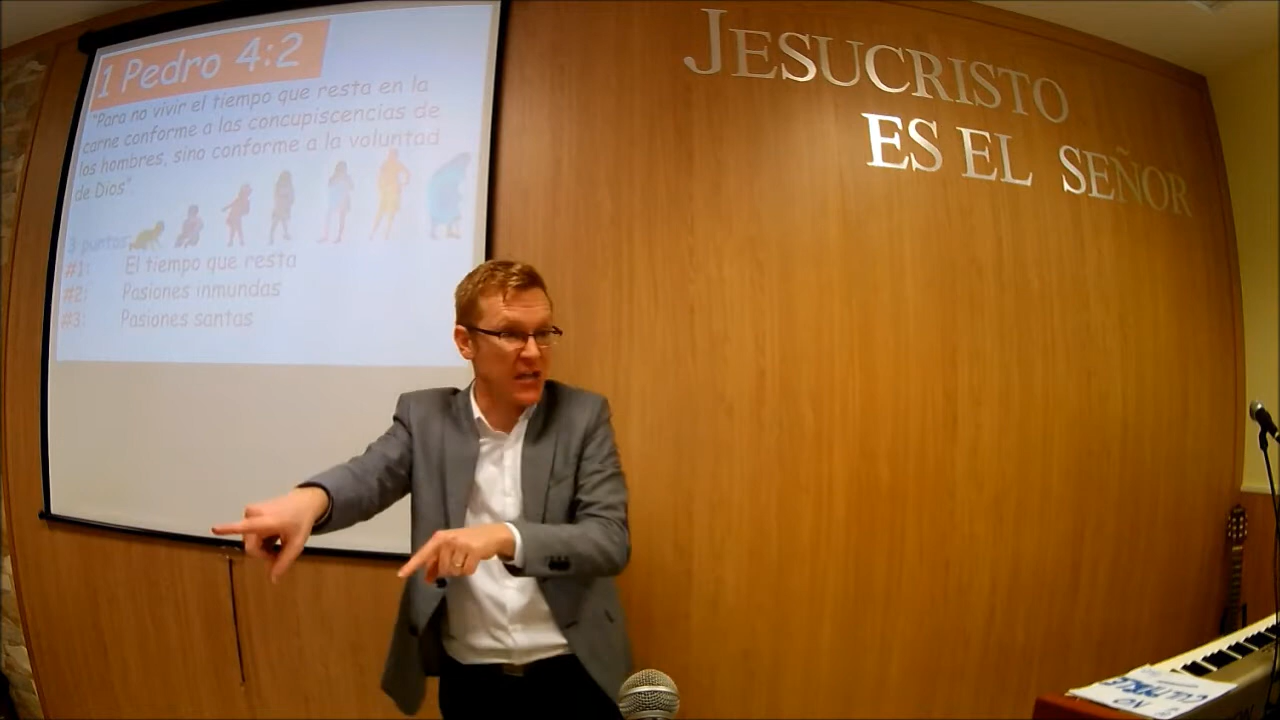 1 Pedro 4:2
"Para no vivir el tiempo que resta en la
carne conforme a las concupiscencias de
los hombres, sino conforme a la voluntad
de Dios".
3 puntos:
#1: El tiempo que resta
#2: Pasiones inmundas
#3: Pasiones santas
JESUCRISTO
ES EL SEÑOR
NO
CULPABLE